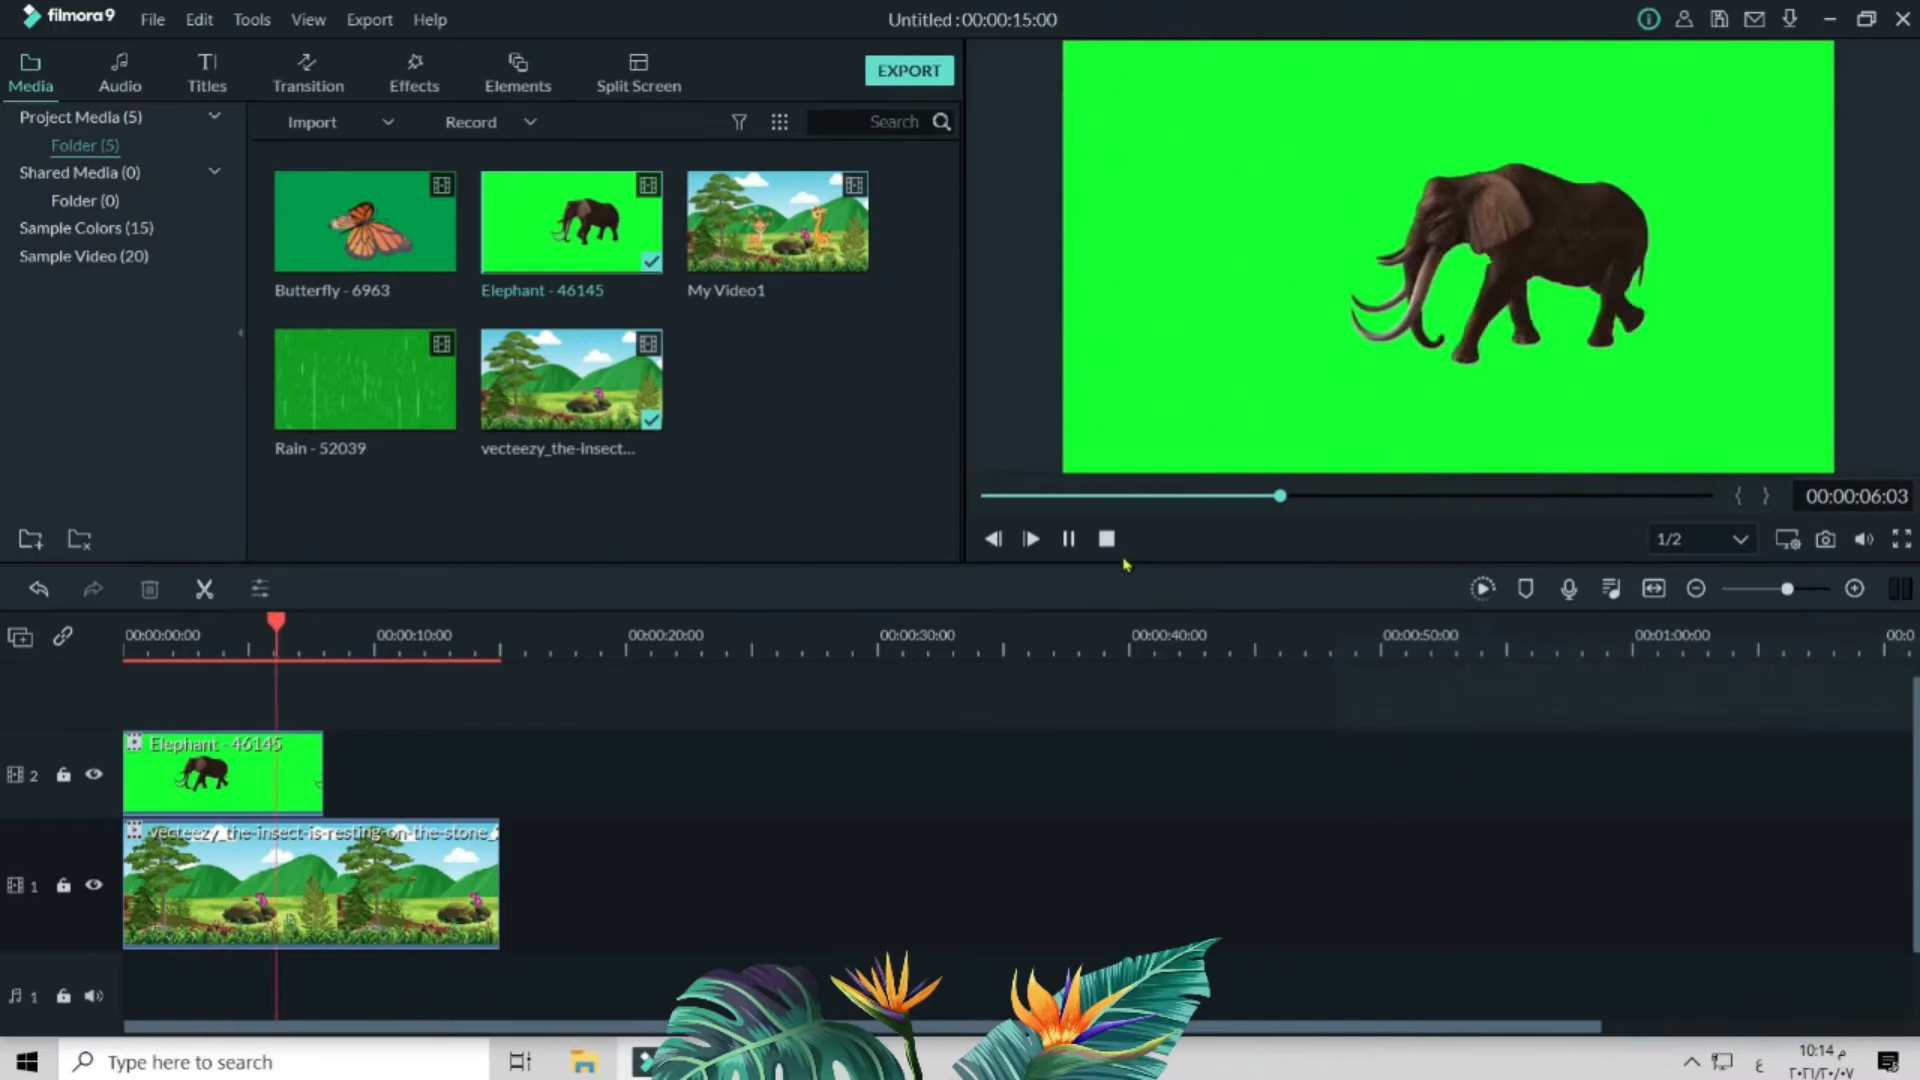 filmora9
File Edit Tools View Export Help
Untitled : 00:00:15:00
Media Audio Titles Transition Effects Elements Split Screen
EXPORT
Project Media (5)
Folder (5)
Shared Media (0)
Folder (0)
Sample Colors (15)
Sample Video (20)
Import Record Search
Butterfly - 6963
Elephant - 46145
My Video1
Rain - 52039
vecteezy_the-insect...
00:00:06:03
1/2
00:00:00:00 00:00:10:00 00:00:20:00 00:00:30:00 00:00:40:00 00:00:50:00 00:01:00:00 00:0
Elephant - 46145
2
vecteezy_the-insect-is-resting-on-the-stone_
1
1
Type here to search
ع
10:14 م